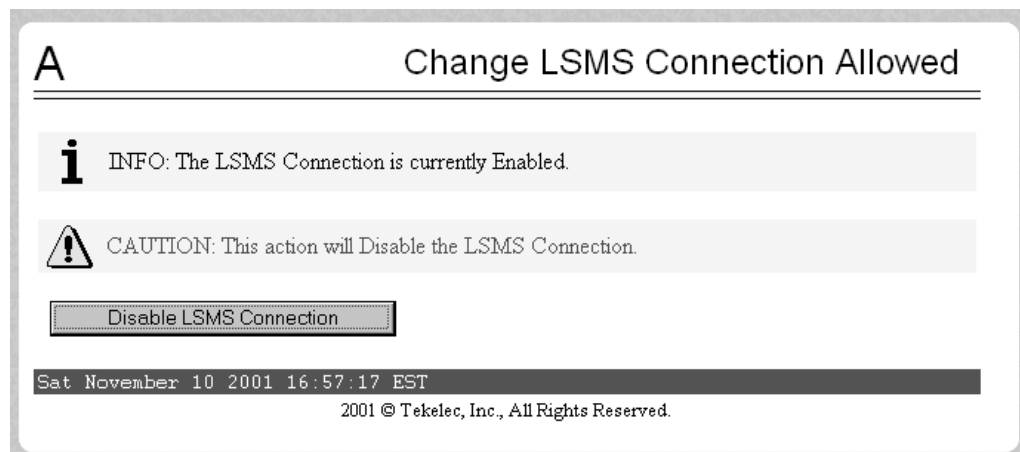 A
Change LSMS Connection Allowed
i
INFO: The LSMS Connection is currently Enabled.
CAUTION: This action will Disable the LSMS Connection.
Disable LSMS Connection
Sat November 10 2001 16:57:17 EST
2001 © Tekelec, Inc., All Rights Reserved.